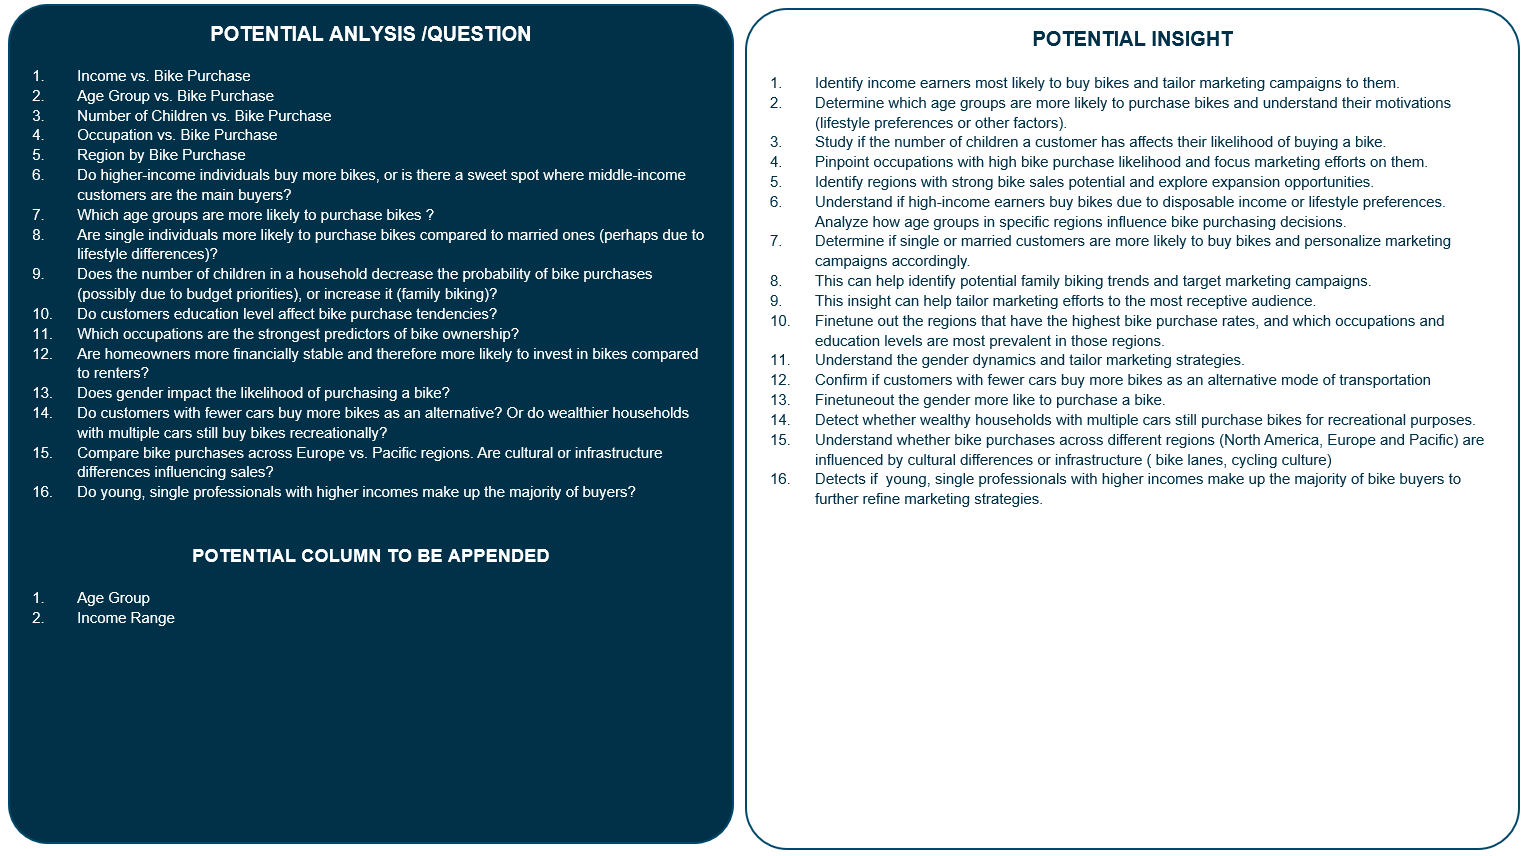 POTENTIAL ANLYSIS /QUESTION
1. Income vs. Bike Purchase
2. Age Group vs. Bike Purchase
3. Number of Children vs. Bike Purchase
4. Occupation vs. Bike Purchase
5. Region by Bike Purchase
6. Do higher-income individuals buy more bikes, or is there a sweet spot where middle-income
customers are the main buyers?
7. Which age groups are more likely to purchase bikes ?
8. Are single individuals more likely to purchase bikes compared to married ones (perhaps due to
lifestyle differences)?
9. Does the number of children in a household decrease the probability of bike purchases
(possibly due to budget priorities), or increase it (family biking)?
10. Do customers education level affect bike purchase tendencies?
11. Which occupations are the strongest predictors of bike ownership?
12. Are homeowners more financially stable and therefore more likely to invest in bikes compared
to renters?
13. Does gender impact the likelihood of purchasing a bike?
14. Do customers with fewer cars buy more bikes as an alternative? Or do wealthier households
with multiple cars still buy bikes recreationally?
15. Compare bike purchases across Europe vs. Pacific regions. Are cultural or infrastructure
differences influencing sales?
16. Do young, single professionals with higher incomes make up the majority of buyers?
POTENTIAL COLUMN TO BE APPENDED
1. Age Group
2. Income Range
POTENTIAL INSIGHT
1. Identify income earners most likely to buy bikes and tailor marketing campaigns to them.
2. Determine which age groups are more likely to purchase bikes and understand their motivations
(lifestyle preferences or other factors).
3. Study if the number of children a customer has affects their likelihood of buying a bike.
4. Pinpoint occupations with high bike purchase likelihood and focus marketing efforts on them.
5. Identify regions with strong bike sales potential and explore expansion opportunities.
6. Understand if high-income earners buy bikes due to disposable income or lifestyle preferences.
Analyze how age groups in specific regions influence bike purchasing decisions.
7. Determine if single or married customers are more likely to buy bikes and personalize marketing
campaigns accordingly.
8. This can help identify potential family biking trends and target marketing campaigns.
9. This insight can help tailor marketing efforts to the most receptive audience.
10. Finetune out the regions that have the highest bike purchase rates, and which occupations and
education levels are most prevalent in those regions.
11. Understand the gender dynamics and tailor marketing strategies.
12. Confirm if customers with fewer cars buy more bikes as an alternative mode of transportation
13. Finetuneout the gender more like to purchase a bike.
14. Detect whether wealthy households with multiple cars still purchase bikes for recreational purposes.
15. Understand whether bike purchases across different regions (North America, Europe and Pacific) are
influenced by cultural differences or infrastructure ( bike lanes, cycling culture)
16. Detects if  young, single professionals with higher incomes make up the majority of bike buyers to
further refine marketing strategies.